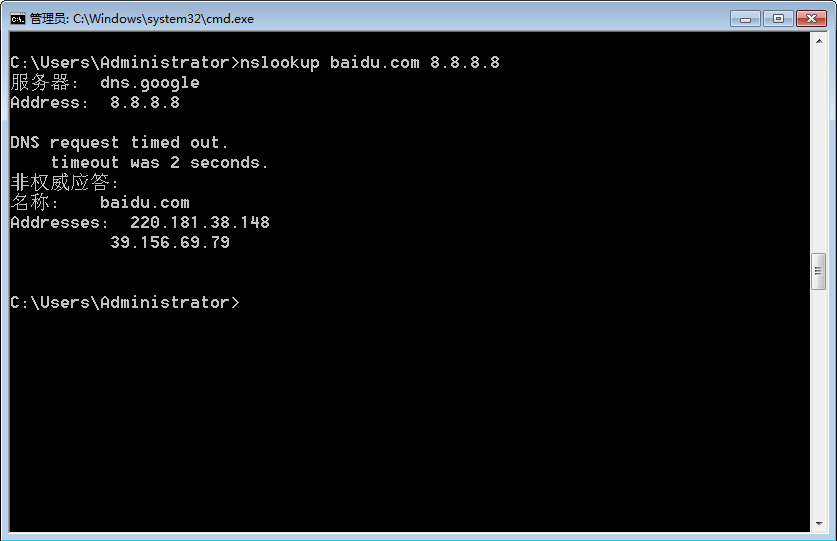 管理员: C:\Windows\system32\cmd.exe
C:\Users\Administrator>nslookup baidu.com 8.8.8.8
服务器:  dns.google
Address:  8.8.8.8
DNS request timed out.
    timeout was 2 seconds.
非权威应答:
名称:    baidu.com
Addresses:  220.181.38.148
          39.156.69.79
C:\Users\Administrator>